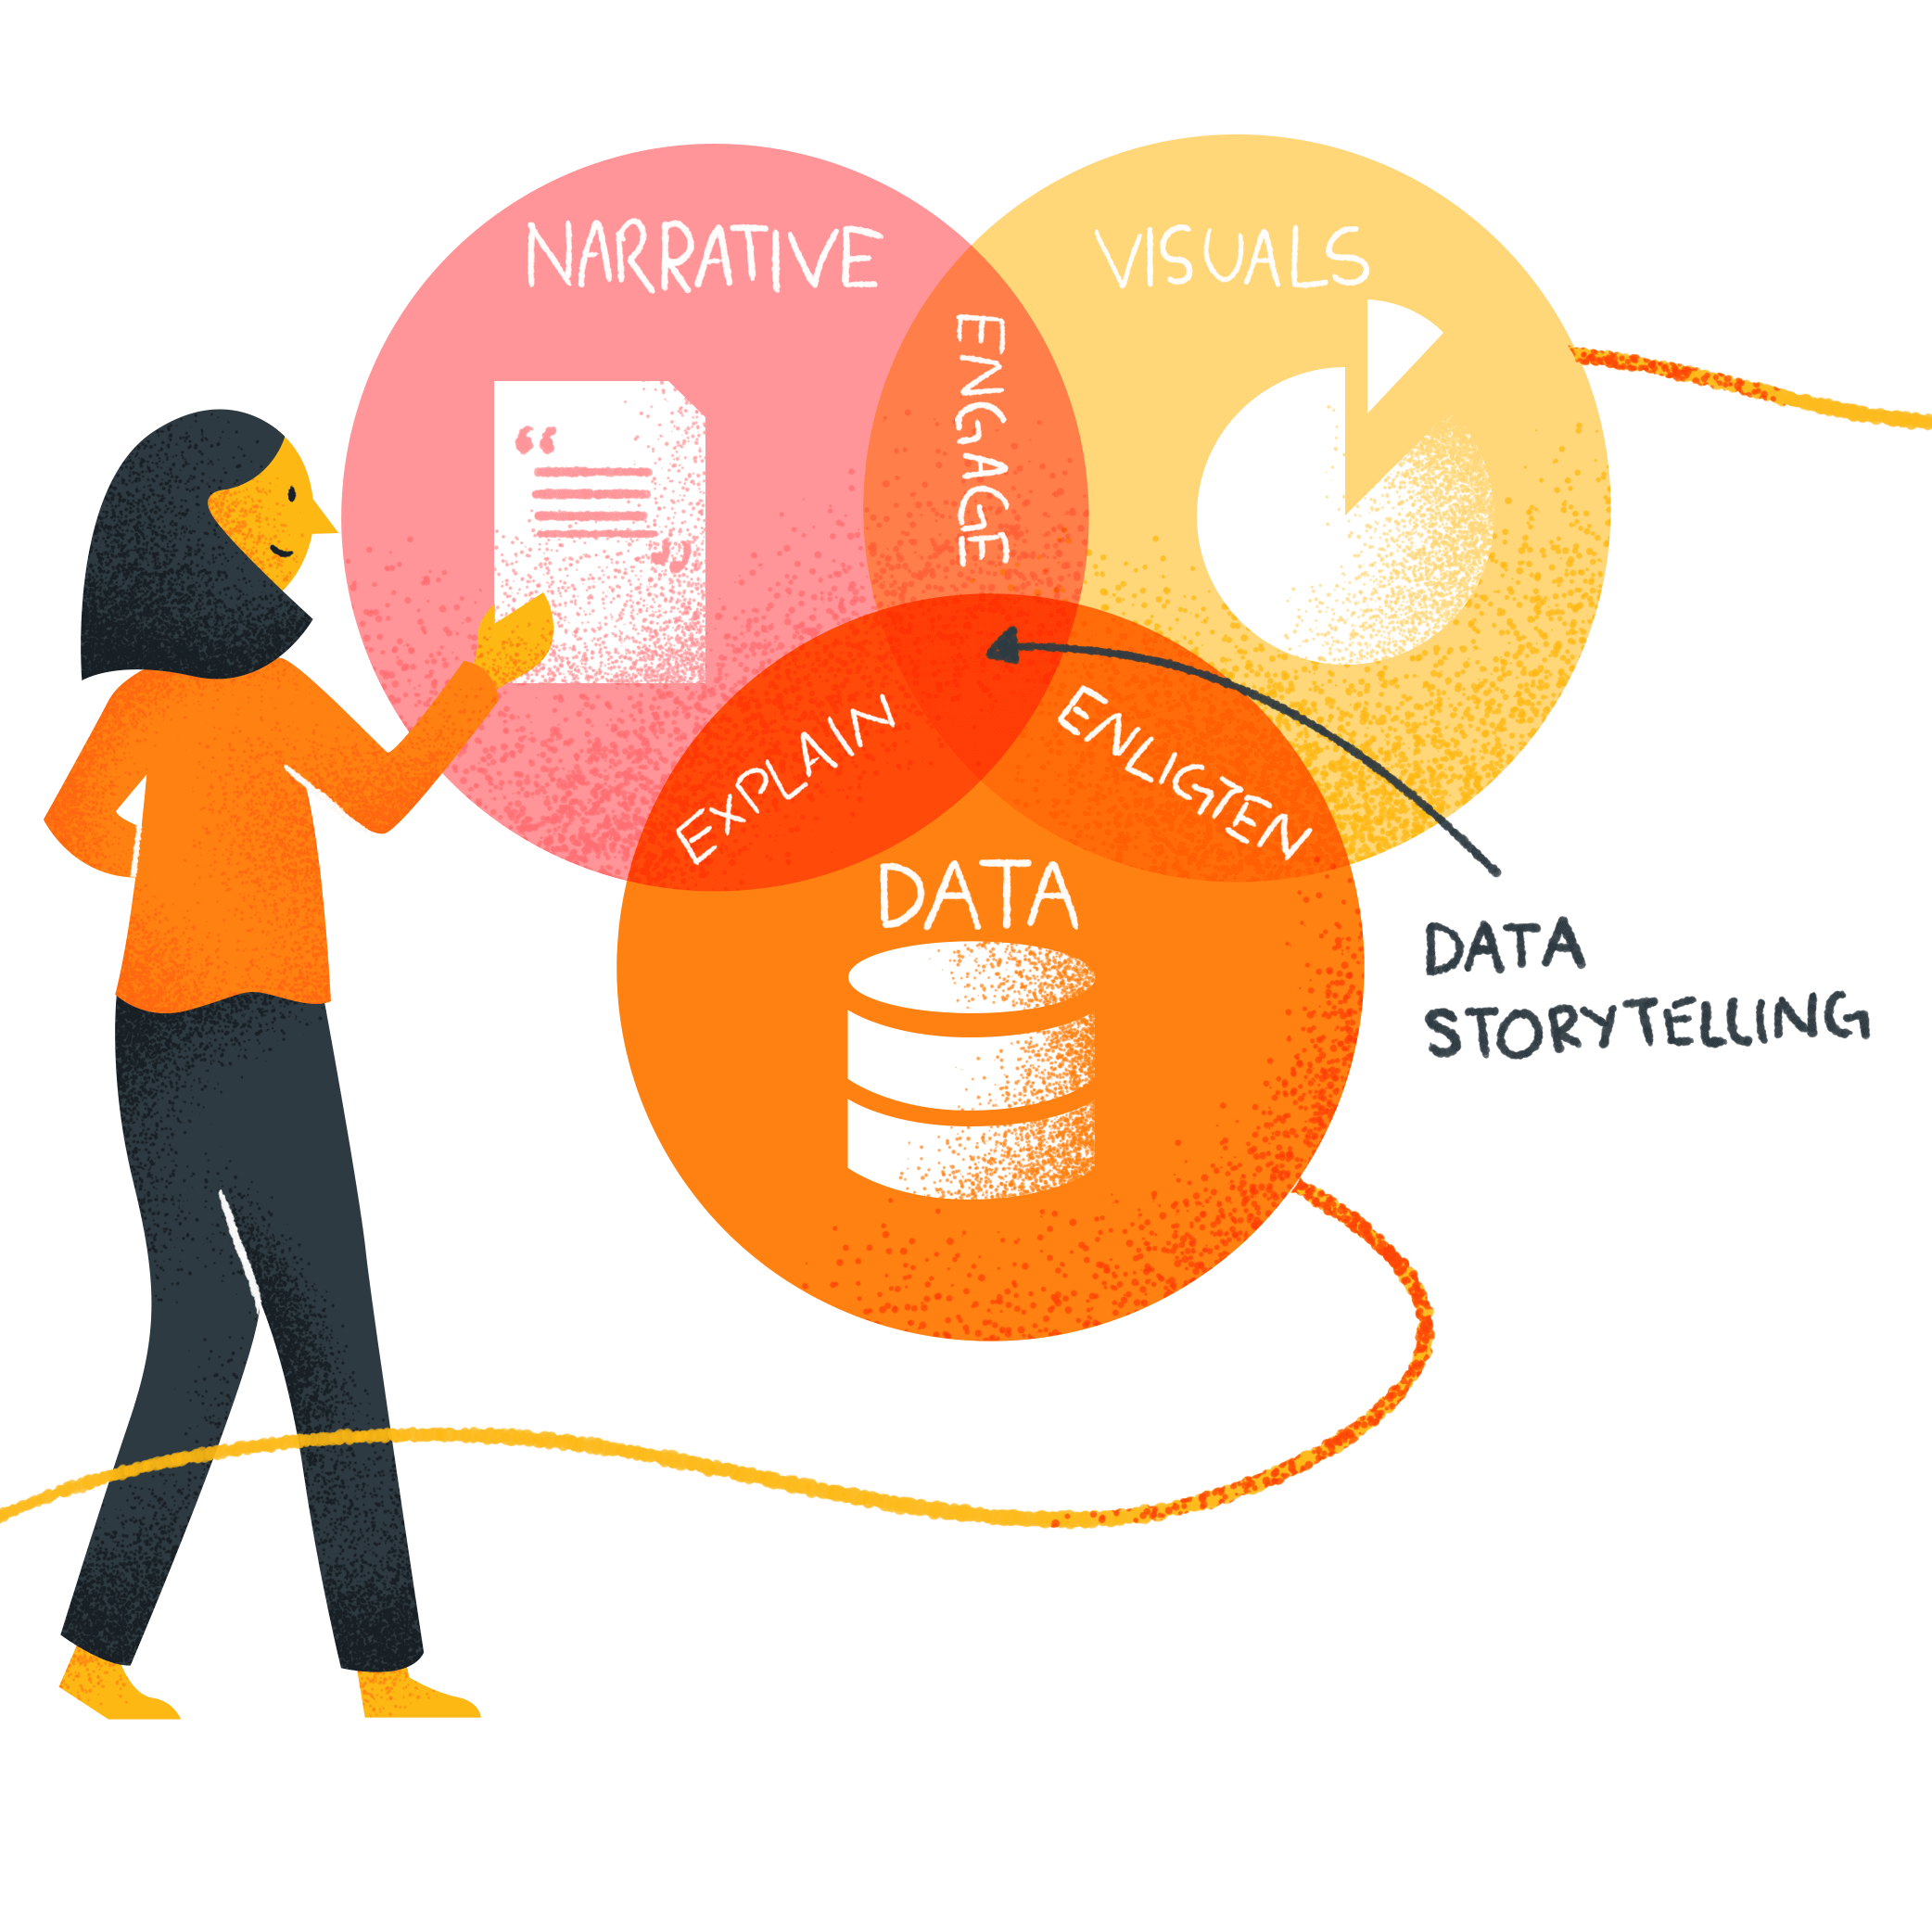 NARRATIVE
VISUALS
ENGAGE
EXPLAIN
ENLIGTEN
DATA
DATA
STORYTELLING